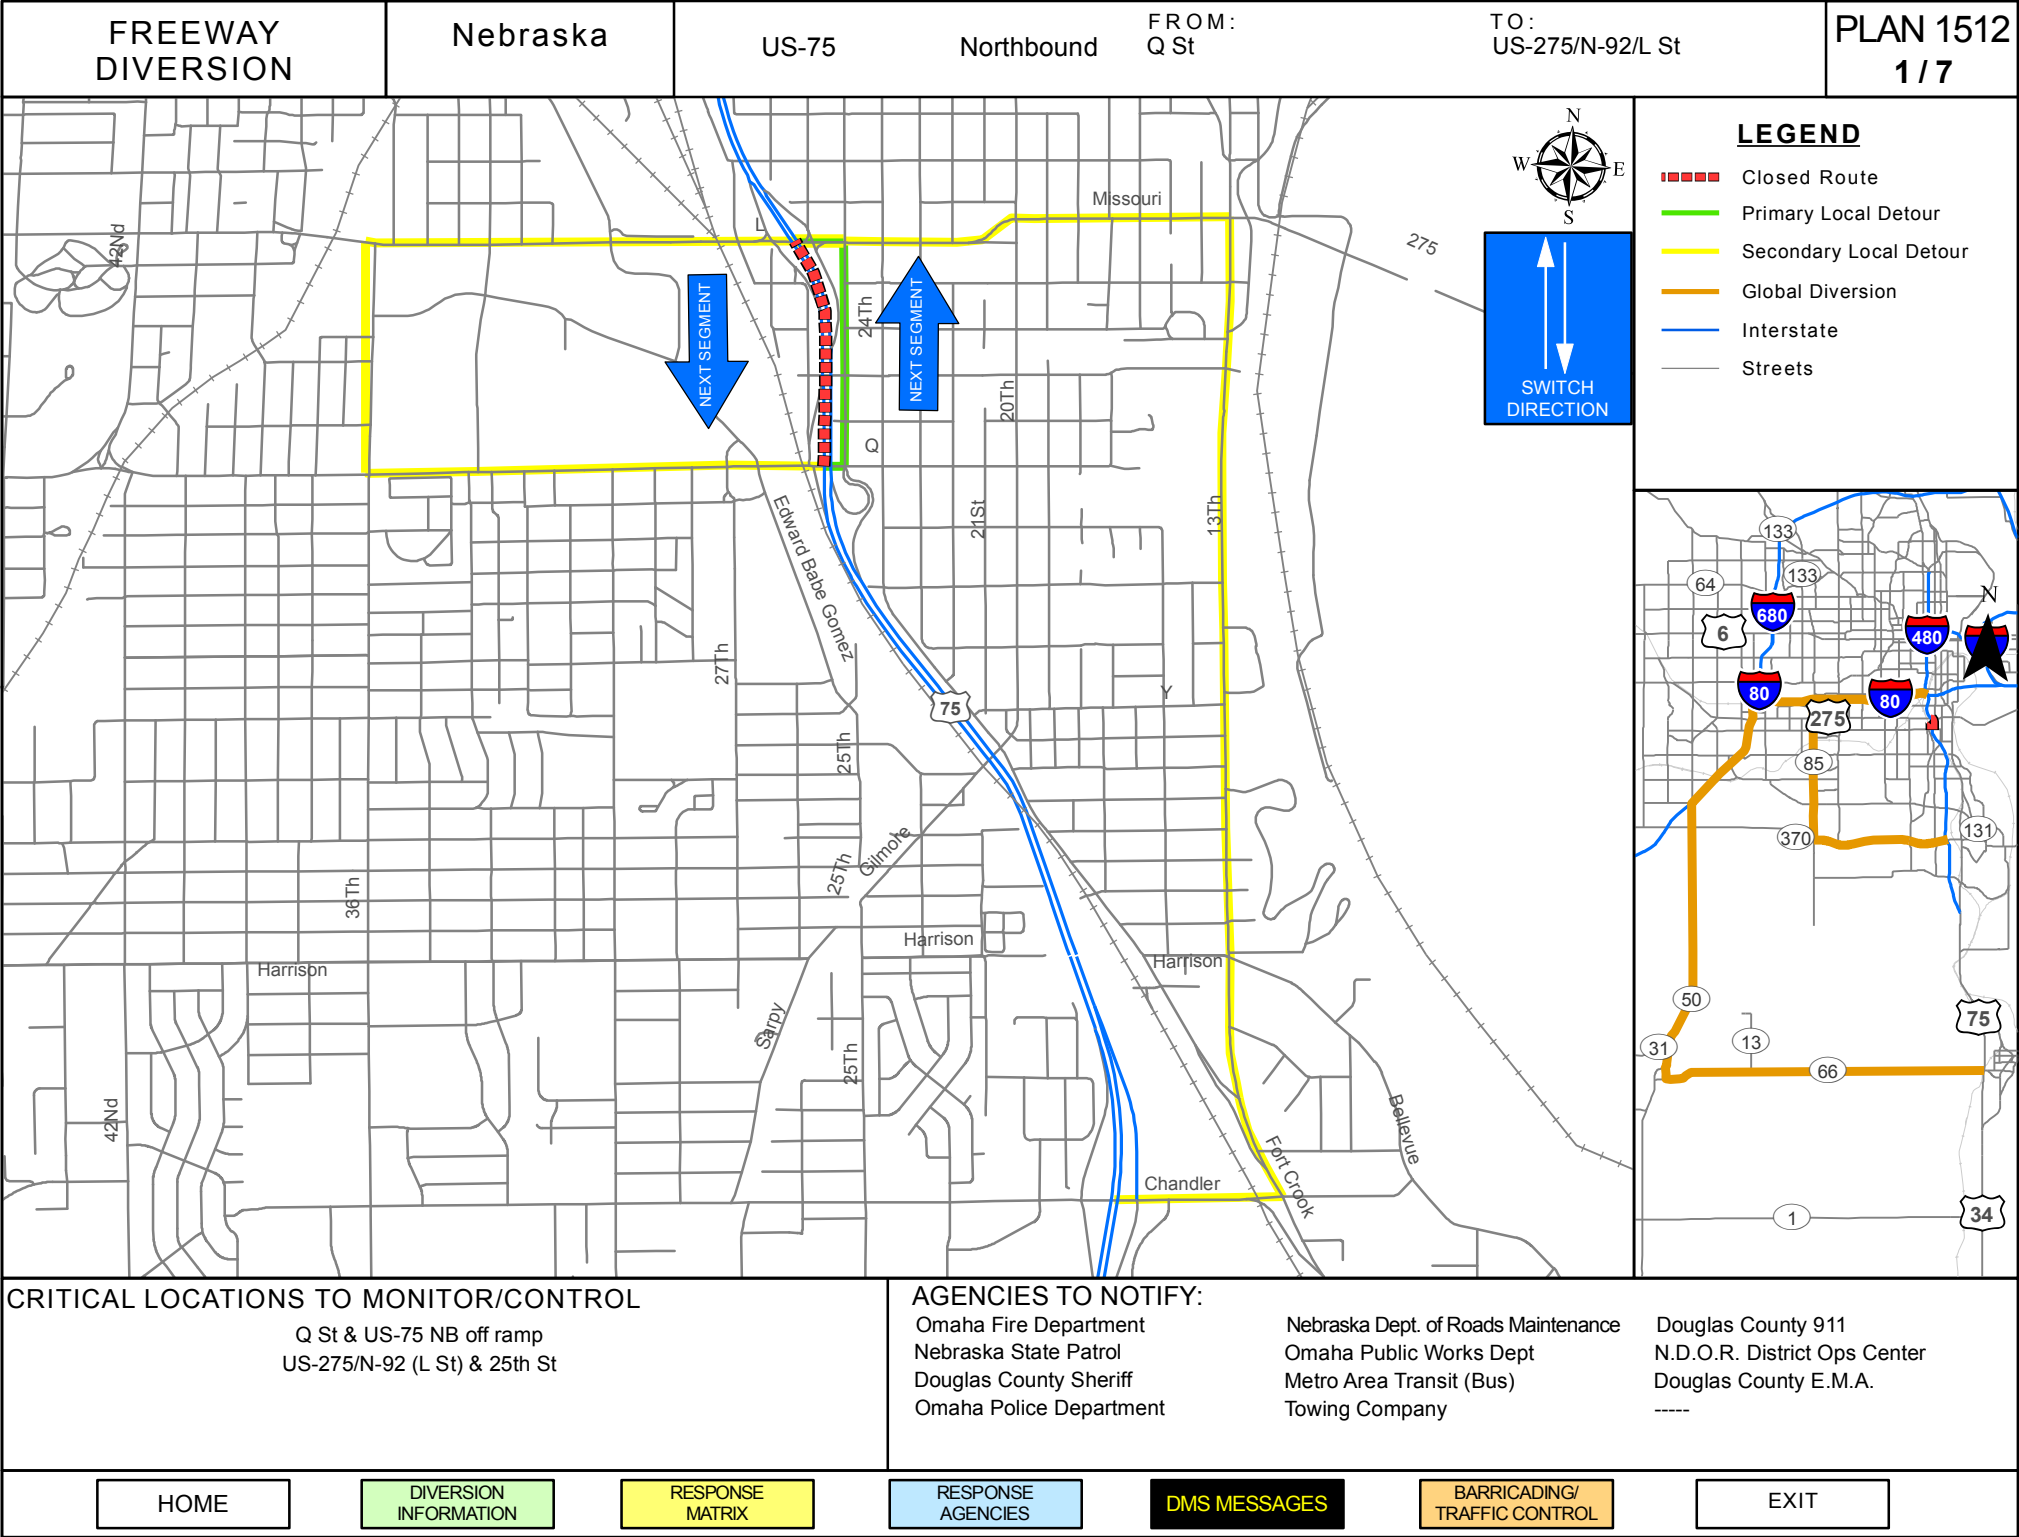 FREEWAY
DIVERSION
Nebraska
US-75
Northbound
FROM:
Q St
TO:
US-275/N-92/L St
PLAN 1512
1 / 7
N
W
E
S
Missouri
275
42Nd
L
NEXT SEGMENT
24Th
NEXT SEGMENT
SWITCH
DIRECTION
20Th
Q
21St
13Th
Edward Babe Gomez
27Th
75
Y
25Th
25Th
Gilmore
36Th
Harrison
Harrison
Harrison
Sarpy
25Th
42Nd
Bellevue
Fort Crook
Chandler
LEGEND
Closed Route
Primary Local Detour
Secondary Local Detour
Global Diversion
Interstate
Streets
133
64
133
N
680
6
480
80
80
275
85
370
131
50
75
31
13
66
1
34
CRITICAL LOCATIONS TO MONITOR/CONTROL
Q St & US-75 NB off ramp
US-275/N-92 (L St) & 25th St
AGENCIES TO NOTIFY:
Omaha Fire Department
Nebraska State Patrol
Douglas County Sheriff
Omaha Police Department
Nebraska Dept. of Roads Maintenance
Omaha Public Works Dept
Metro Area Transit (Bus)
Towing Company
Douglas County 911
N.D.O.R. District Ops Center
Douglas County E.M.A.
-----
HOME
DIVERSION
INFORMATION
RESPONSE
MATRIX
RESPONSE
AGENCIES
DMS MESSAGES
BARRICADING/
TRAFFIC CONTROL
EXIT